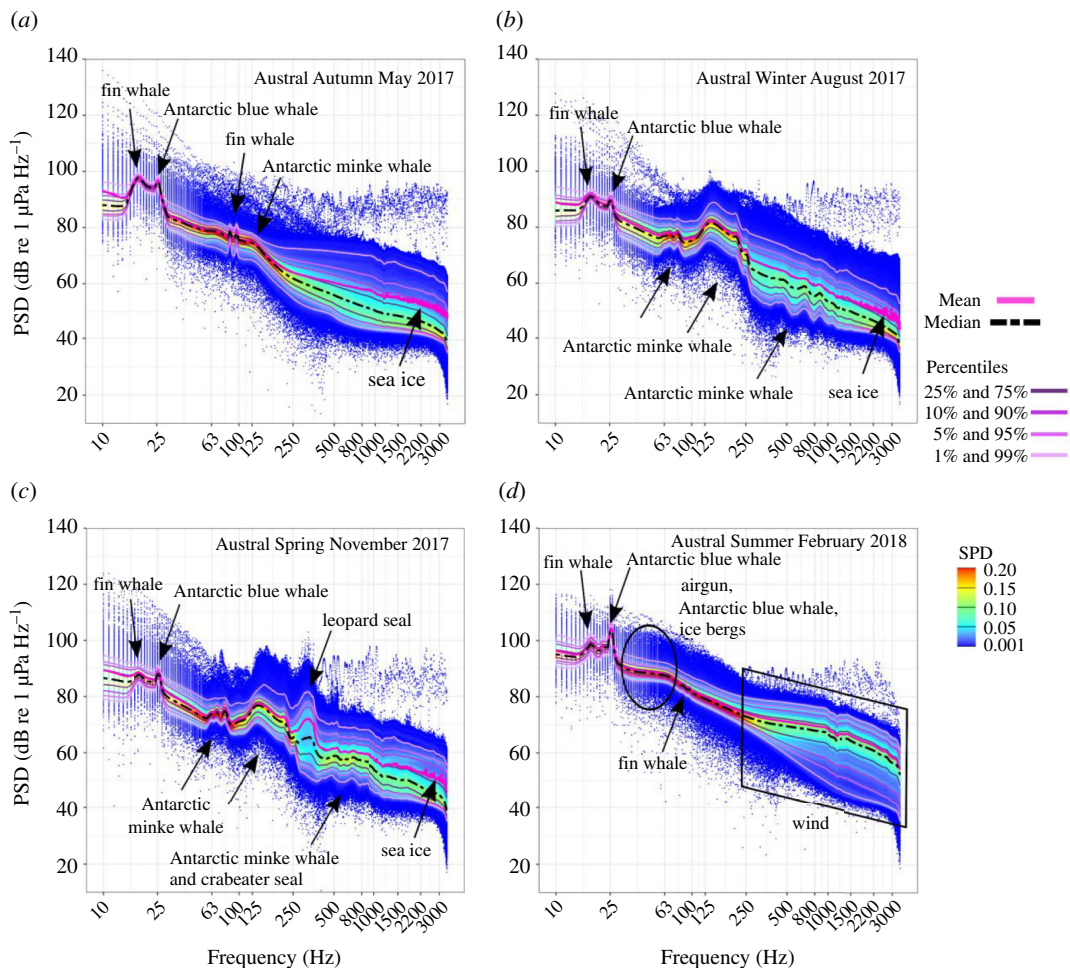 (a)
140
120
100
80
60
40
20
PSD (dB re 1 µPa Hz⁻¹)
Austral Autumn May 2017
fin whale
Antarctic blue whale
fin whale
Antarctic minke whale
sea ice
10
25
63
100
125
250
500
800
1000
1500
2200
3000
(b)
140
120
100
80
60
40
20
Austral Winter August 2017
fin whale
Antarctic blue whale
Antarctic minke whale
Antarctic minke whale
sea ice
10
25
63
100
125
250
500
800
1000
1500
2200
3000
Mean
Median
Percentiles
25% and 75%
10% and 90%
5% and 95%
1% and 99%
(c)
140
120
100
80
60
40
20
PSD (dB re 1 µPa Hz⁻¹)
Austral Spring November 2017
fin whale
Antarctic blue whale
leopard seal
Antarctic
minke whale
Antarctic minke whale
and crabeater seal
sea ice
10
25
63
100
125
250
500
800
1000
1500
2200
3000
Frequency (Hz)
(d)
140
120
100
80
60
40
20
Austral Summer February 2018
fin whale
Antarctic blue whale
airgun,
Antarctic blue whale,
ice bergs
fin whale
wind
10
25
63
100
125
250
500
800
1000
1500
2200
3000
Frequency (Hz)
SPD
0.20
0.15
0.10
0.05
0.001